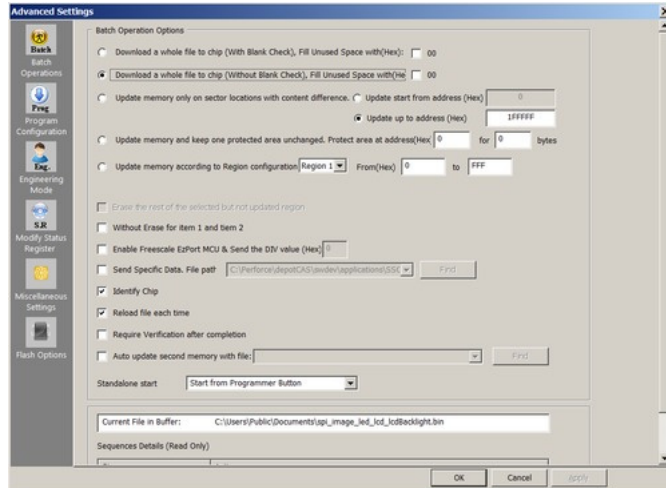 Advanced Settings
Batch
Batch
Operations
Prog
Program
Configuration
Eng.
Engineering
Mode
S.R
Modify Status
Register
Miscellaneous
Settings
Flash Options
Batch Operation Options
Download a whole file to chip (With Blank Check), Fill Unused Space with(Hex): 00
Download a whole file to chip (Without Blank Check), Fill Unused Space with(He 00
Update memory only on sector locations with content difference. Update start from address (Hex) 0
Update up to address (Hex) 1FFFFF
Update memory and keep one protected area unchanged. Protect area at address(Hex 0 for 0 bytes
Update memory according to Region configuration Region 1 From(Hex) 0 to FFF
Erase the rest of the selected but not updated region
Without Erase for item 1 and tiem 2
Enable Freescale EzPort MCU & Send the DIV value (Hex) 0
Send Specific Data. File path C:\Perforce\depotCAS\swdev\applications\SS Find
Identify Chip
Reload file each time
Require Verification after completion
Auto update second memory with file: Find
Standalone start Start from Programmer Button
Current File in Buffer: C:\Users\Public\Documents\spi_image_led_lcd_lcdBacklight.bin
Sequences Details (Read Only)
OK Cancel Apply